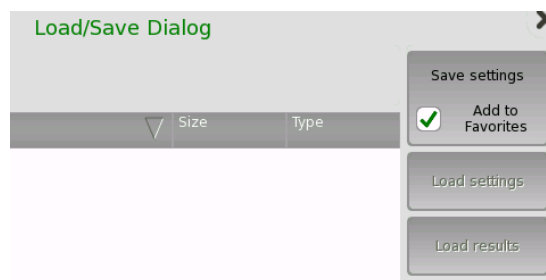 Load/Save Dialog
Save settings
Add to
Favorites
Size Type
Load settings
Load results